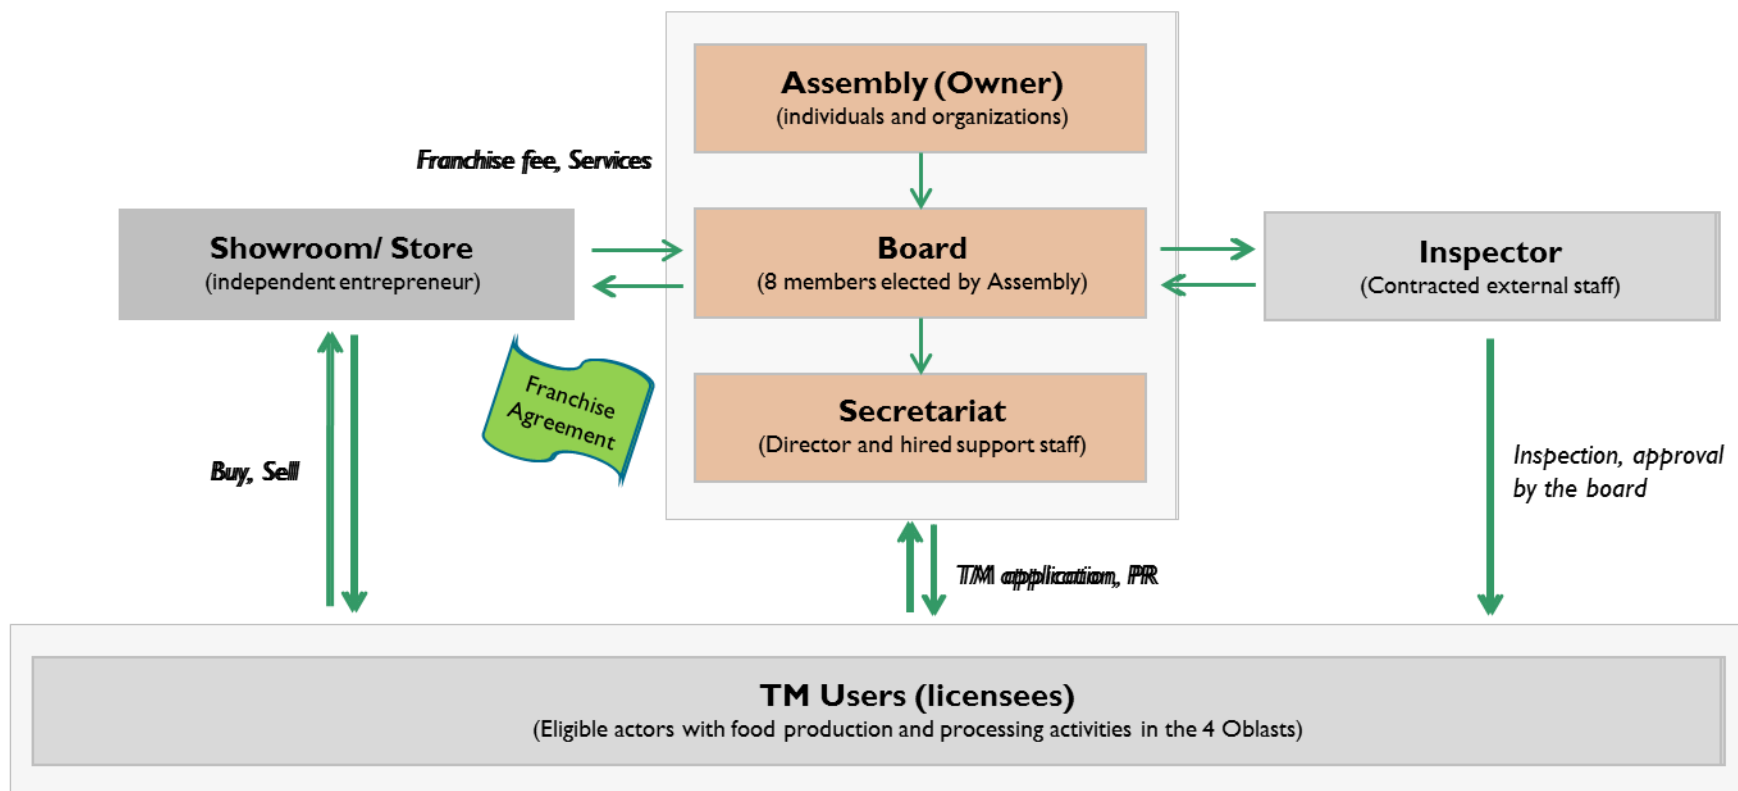 Assembly (Owner)
(individuals and organizations)
Franchise fee, Services
Showroom/ Store
(independent entrepreneur)
Board
(8 members elected by Assembly)
Inspector
(Contracted external staff)
Franchise
Agreement
Secretariat
(Director and hired support staff)
Buy, Sell
Inspection, approval
by the board
TM application, PR
TM Users (licensees)
(Eligible actors with food production and processing activities in the 4 Oblasts)